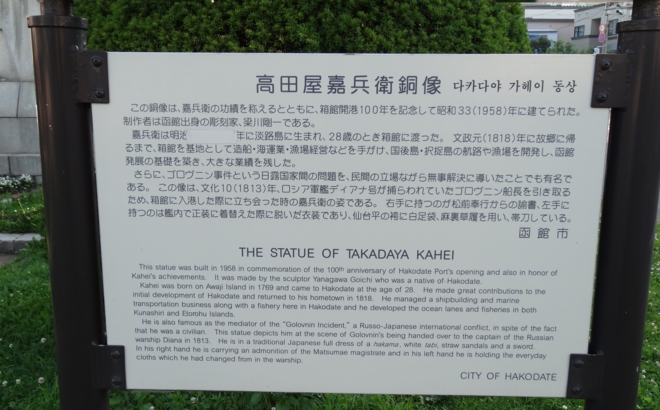 高田屋嘉兵衛銅像 다카다야 가헤이 동상
この銅像は、嘉兵衛の功績を称えるとともに、箱館開港100年を記念して昭和33(1958)年に建てられた。
制作者は函館出身の彫刻家、梁川剛一である。
嘉兵衛は明 年に淡路島に生まれ、28歳のとき箱館に渡った。 文政元(1818)年に故郷に帰
るまで、箱館を基地として造船・海運業・漁場経営などを手がけ、国後島・択捉島の航路や漁場を開発し、函館
発展の基礎を築き、大きな業績を残した。
さらに、ゴロヴニン事件という日露国家間の問題を、民間の立場ながら無事解決に導いたことでも有名で
ある。 この像は、文化10(1813)年、ロシア軍艦ディアナ号が捕らわれていたゴロヴニン船長を引き取る
ため、箱館に入港した際に立ち会った時の嘉兵衛の姿である。 右手に持つのが松前奉行からの諭書、左手に
持つのは艦内で正装に着替えた際に脱いだ衣装であり、仙台平の袴に白足袋、麻裏草履を用い、帯刀している。
函館市
THE STATUE OF TAKADAYA KAHEI
This statue was built in 1958 in commemoration of the 100th anniversary of Hakodate Port's opening and also in honor of
Kahei's achievements. It was made by the sculptor Yanagawa Goichi who was a native of Hakodate.
Kahei was born on Awaji Island in 1769 and came to Hakodate at the age of 28. He made great contributions to the
initial development of Hakodate and returned to his hometown in 1818. He managed a shipbuilding and marine
transportation business along with a fishery here in Hakodate and he developed the ocean lanes and fisheries in both
Kunashiri and Etorohu Islands.
He is also famous as the mediator of the "Golovnin Incident," a Russo-Japanese international conflict, in spite of the fact
that he was a civilian. This statue depicts him at the scene of Golovnin's being handed over to the captain of the Russian
warship Diana in 1813. He is in a traditional Japanese full dress of a hakama, white tabi, straw sandals and a sword.
In his right hand he is carrying an admonition of the Matsumae magistrate and in his left hand he is holding the everyday
cloths which he had changed from in the warship.
CITY OF HAKODATE